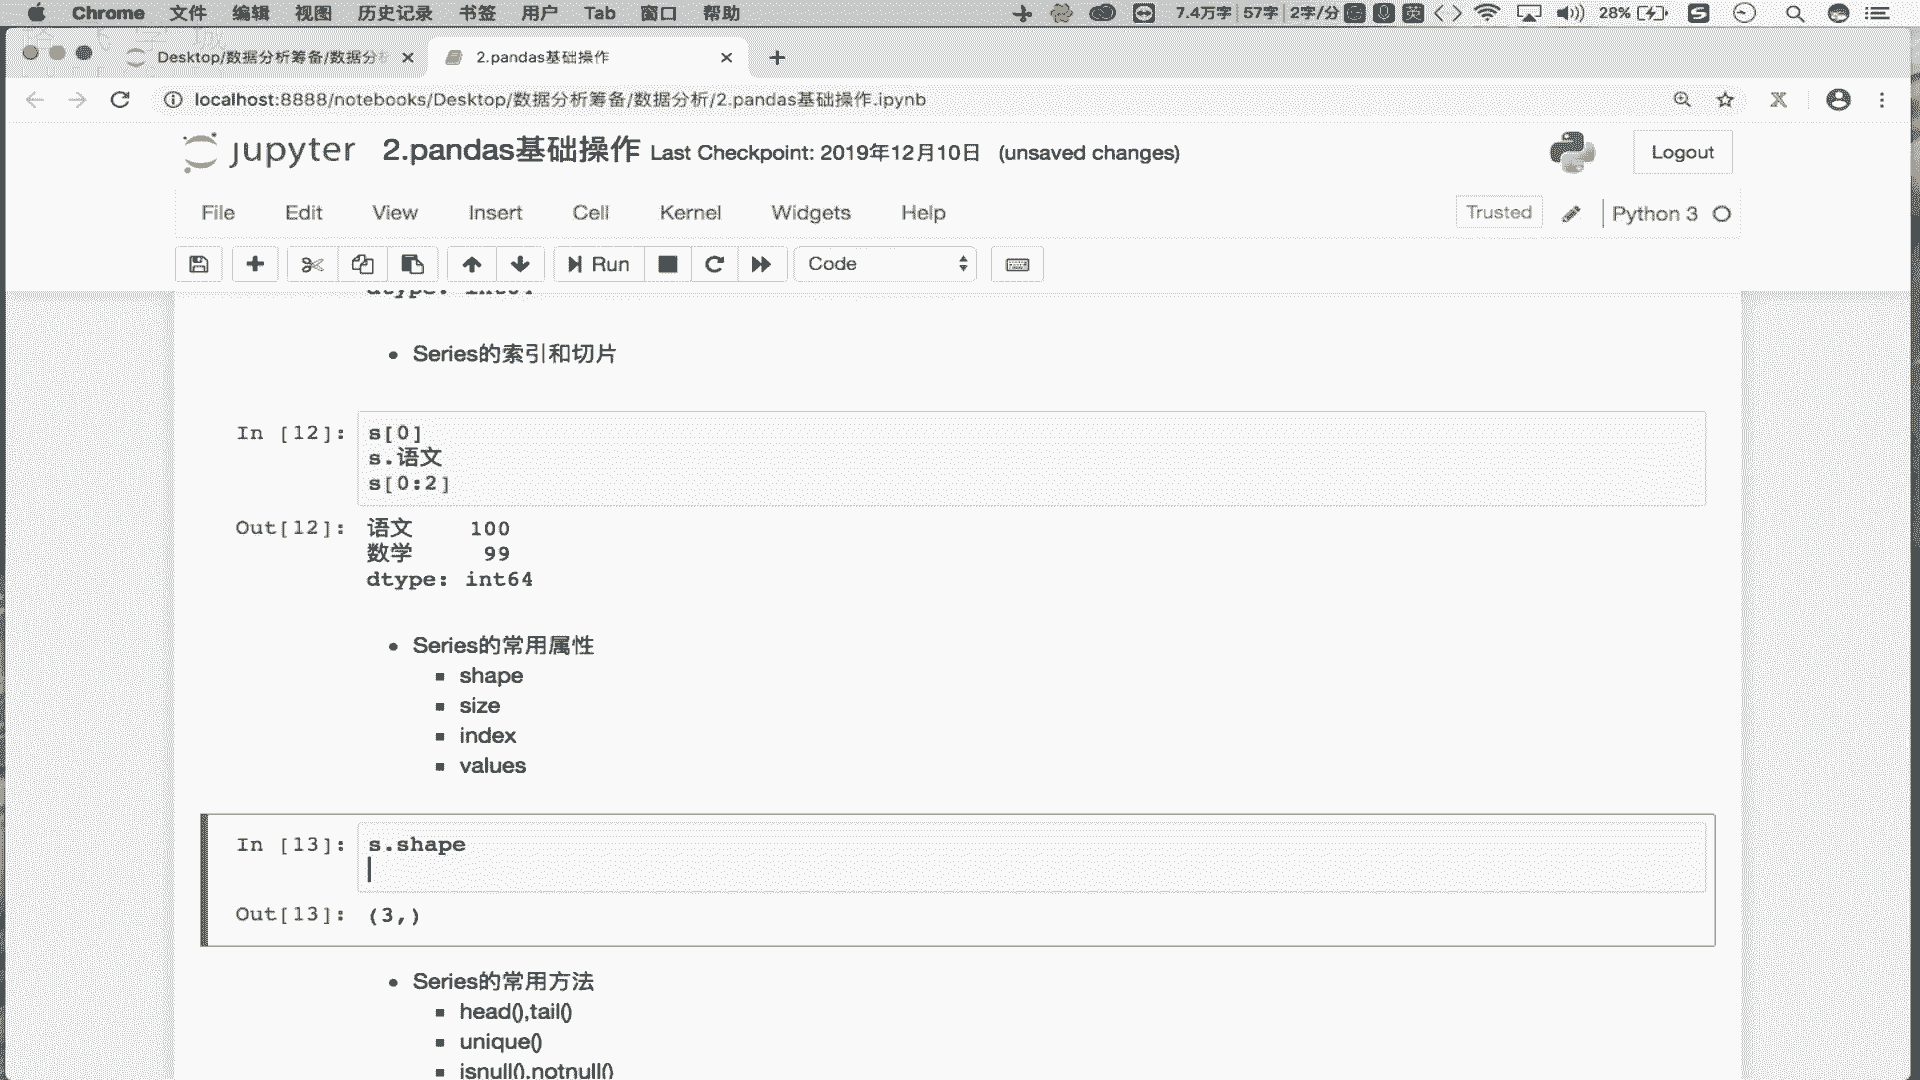 Chrome 文件 编辑 视图 历史记录 书签 用户 Tab 窗口 帮助 7.4万字 57字 2字/分 英 28%
Desktop/数据分析筹备/数据分析 2.pandas基础操作
localhost:8888/notebooks/Desktop/数据分析筹备/数据分析/2.pandas基础操作.ipynb
jupyter 2.pandas基础操作 Last Checkpoint: 2019年12月10日 (unsaved changes) Logout
File Edit View Insert Cell Kernel Widgets Help Trusted Python 3
Run Code
dtype: int64
• Series的索引和切片
In [12]: s[0]
s.语文
s[0:2]
Out[12]: 语文 100
数学 99
dtype: int64
• Series的常用属性
▪ shape
▪ size
▪ index
▪ values
In [13]: s.shape
Out[13]: (3,)
• Series的常用方法
▪ head(),tail()
▪ unique()
▪ isnull(),notnull()